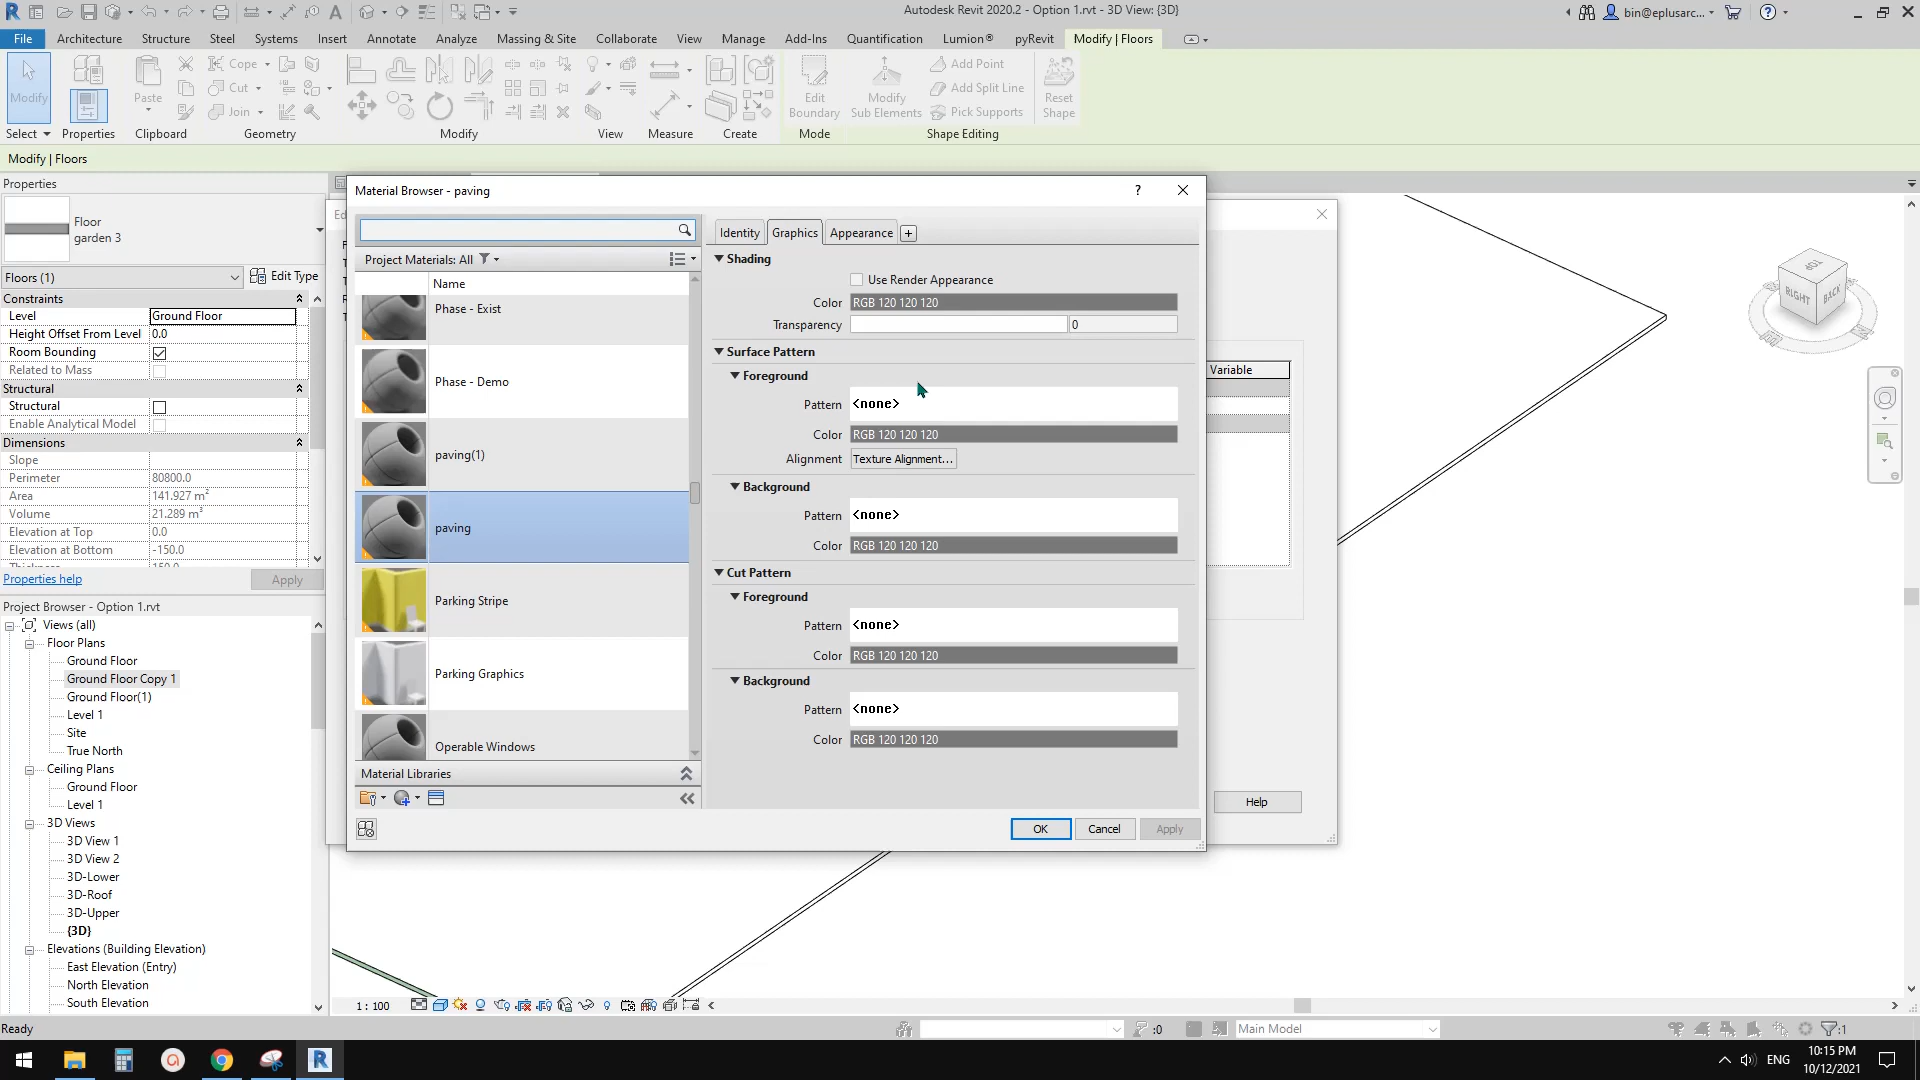 Autodesk Revit 2020.2 - Option 1.rvt - 3D View: {3D}
bin@eplusarc...
File Architecture Structure Steel Systems Insert Annotate Analyze Massing & Site Collaborate View Manage Add-Ins Quantification Lumion® pyRevit Modify | Floors
Modify
Paste
Cope
Cut
Join
Edit
Boundary
Modify
Sub Elements
Add Point
Add Split Line
Pick Supports
Reset
Shape
Select Properties Clipboard Geometry Modify View Measure Create Mode Shape Editing
Modify | Floors
Properties
Floor
garden 3
Floors (1) Edit Type
Constraints
Level Ground Floor
Height Offset From Level 0.0
Room Bounding
Related to Mass
Structural
Structural
Enable Analytical Model
Dimensions
Slope
Perimeter 80800.0
Area 141.927 m²
Volume 21.289 m³
Elevation at Top 0.0
Elevation at Bottom -150.0
Properties help Apply
Project Browser - Option 1.rvt
Views (all)
Floor Plans
Ground Floor
Ground Floor Copy 1
Ground Floor(1)
Level 1
Site
True North
Ceiling Plans
Ground Floor
Level 1
3D Views
3D View 1
3D View 2
3D-Lower
3D-Roof
3D-Upper
{3D}
Elevations (Building Elevation)
East Elevation (Entry)
North Elevation
South Elevation
Material Browser - paving
?
Project Materials: All
Name
Phase - Exist
Phase - Demo
paving(1)
paving
Parking Stripe
Parking Graphics
Operable Windows
Material Libraries
Identity Graphics Appearance +
Shading
Use Render Appearance
Color RGB 120 120 120
Transparency 0
Surface Pattern
Foreground
Pattern <none>
Color RGB 120 120 120
Alignment Texture Alignment...
Background
Pattern <none>
Color RGB 120 120 120
Cut Pattern
Foreground
Pattern <none>
Color RGB 120 120 120
Background
Pattern <none>
Color RGB 120 120 120
OK Cancel Apply
Variable
Help
TOP
RIGHT BACK
1 : 100
Ready
:0
Main Model
:1
ENG
10:15 PM
10/12/2021